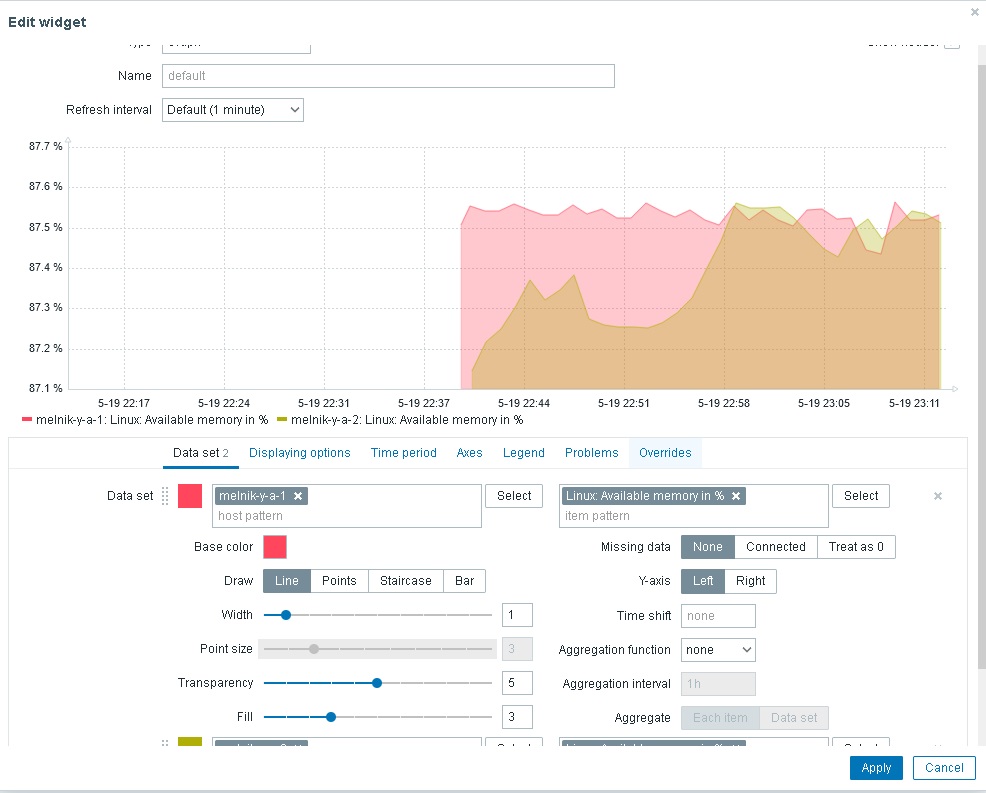 Edit widget
Type Graph Show header
Name default
Refresh interval Default (1 minute)
87.7 %
87.6 %
87.5 %
87.4 %
87.3 %
87.2 %
87.1 %
5-19 22:17 5-19 22:24 5-19 22:31 5-19 22:37 5-19 22:44 5-19 22:51 5-19 22:58 5-19 23:05 5-19 23:11
melnik-y-a-1: Linux: Available memory in % melnik-y-a-2: Linux: Available memory in %
Data set 2 Displaying options Time period Axes Legend Problems Overrides
Data set melnik-y-a-1 Select Linux: Available memory in % Select
host pattern item pattern
Base color Missing data None Connected Treat as 0
Draw Line Points Staircase Bar Y-axis Left Right
Width 1 Time shift none
Point size 3 Aggregation function none
Transparency 5 Aggregation interval 1h
Fill 3 Aggregate Each item Data set
melnik-y-a-2 Select Linux: Available memory in % Select
Apply Cancel